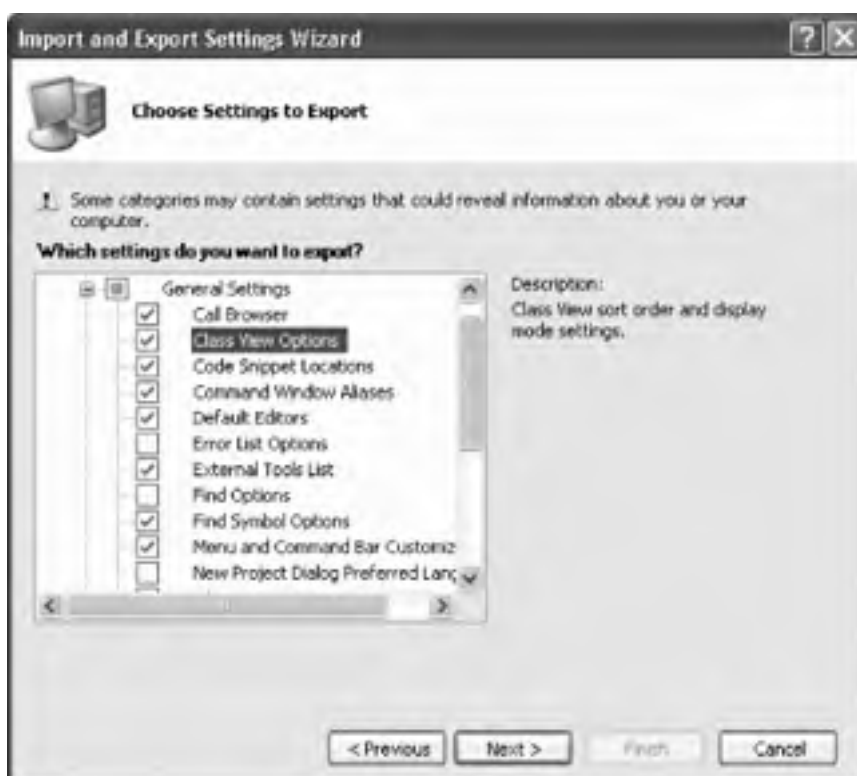 Import and Export Settings Wizard
Choose Settings to Export
Some categories may contain settings that could reveal information about you or your
computer.
Which settings do you want to export?
General Settings
Call Browser
Class View Options
Code Snippet Locations
Command Window Aliases
Default Editors
Error List Options
External Tools List
Find Options
Find Symbol Options
Menu and Command Bar Customiz
New Project Dialog Preferred Lang
Description:
Class View sort order and display
mode settings.
< Previous
Next >
Finish
Cancel